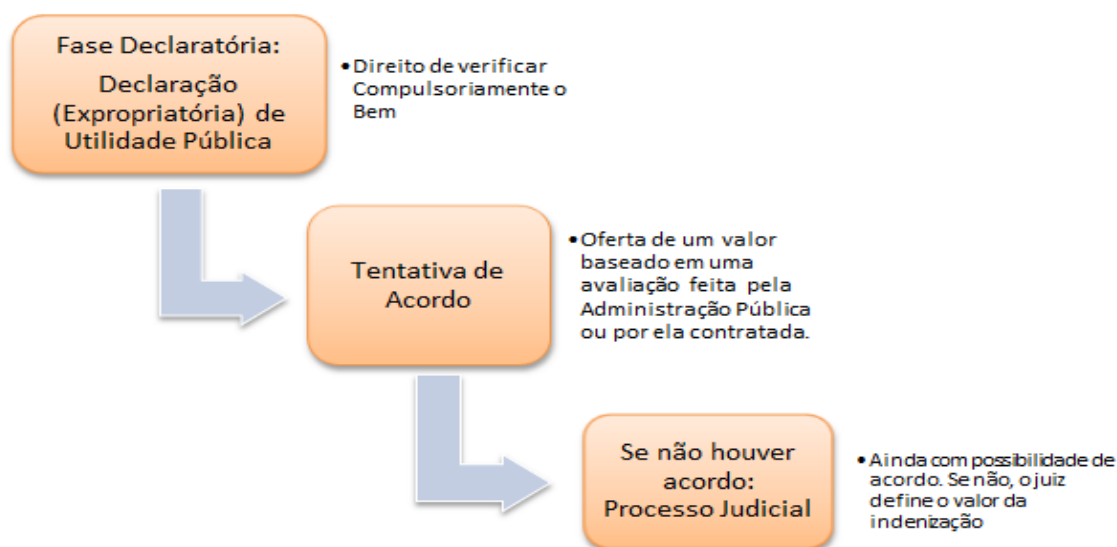 Fase Declaratória:
Declaração
(Expropriatória) de
Utilidade Pública
•Direito de verificar
Compulsoriamente o
Bem
Tentativa de
Acordo
•Oferta de um valor
baseado em uma
avaliação feita pela
Administração Pública
ou por ela contratada.
Se não houver
acordo:
Processo Judicial
•Ainda com possibilidade de
acordo. Se não, o juiz
define o valor da
indenização